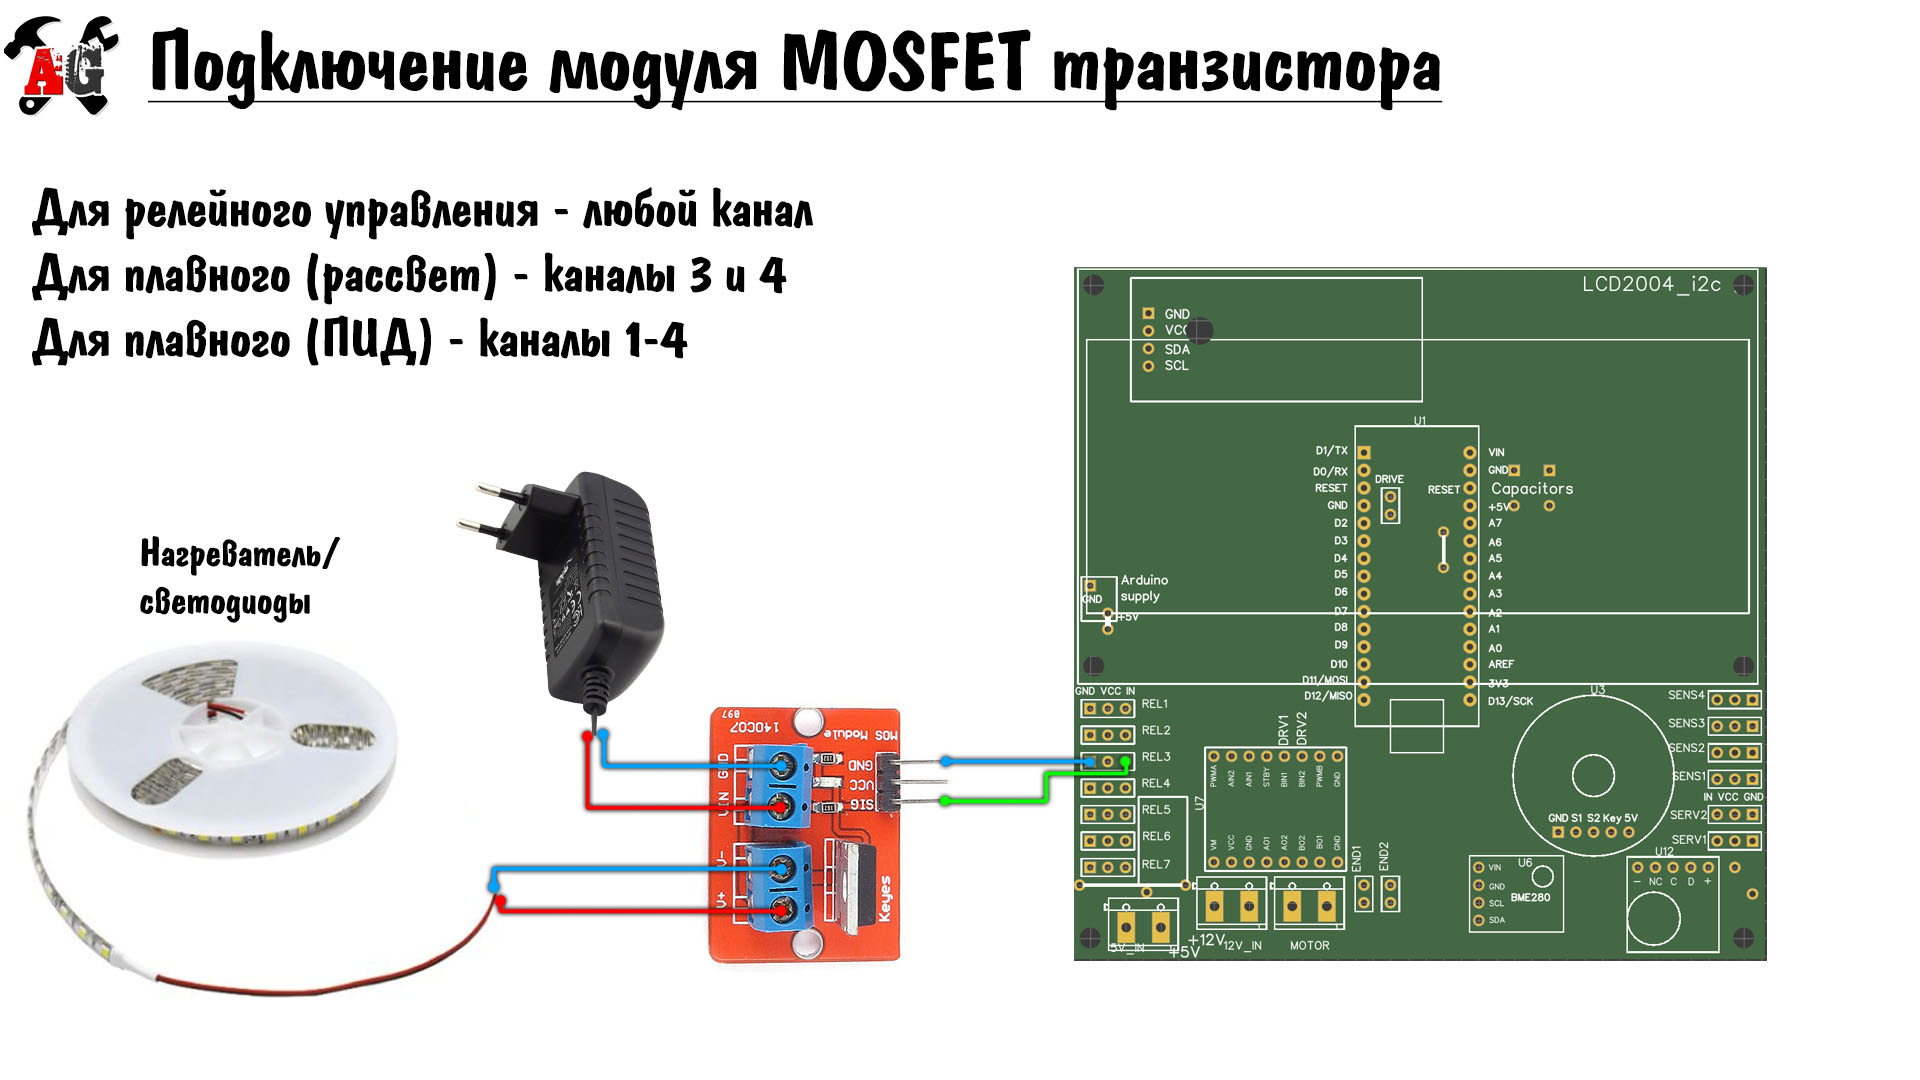 AG
Подключение модуля MOSFET транзистора
Для релейного управления - любой канал
Для плавного (рассвет) - каналы 3 и 4
Для плавного (ПИД) - каналы 1-4
Нагреватель/
светодиоды
097
140C07
MOS Module
GND
VIN
V-
V+
GND
VCC
SIG
Keyes
LCD2004_i2c
GND
VCC
SDA
SCL
U1
D1/TX
D0/RX
RESET
GND
D2
D3
D4
D5
D6
D7
D8
D9
D10
D11/MOSI
D12/MISO
DRIVE
VIN
GND
RESET
+5V
A7
A6
A5
A4
A3
A2
A1
A0
AREF
3V3
D13/SCK
Capacitors
Arduino
supply
GND
+5V
GND VCC IN
REL1
REL2
REL3
REL4
REL5
REL6
REL7
DRV1
DRV2
U7
PWMA
AIN2
AIN1
STBY
BIN1
BIN2
PWMB
GND
VM
VCC
GND
AO1
AO2
BO2
BO1
GND
END1
END2
5V_IN
+5V
+12V
12V_IN
MOTOR
U3
GND S1 S2 Key 5V
SENS4
SENS3
SENS2
SENS1
IN VCC GND
SERV2
SERV1
U6
VIN
GND
SCL
SDA
BME280
U12
- NC C D +